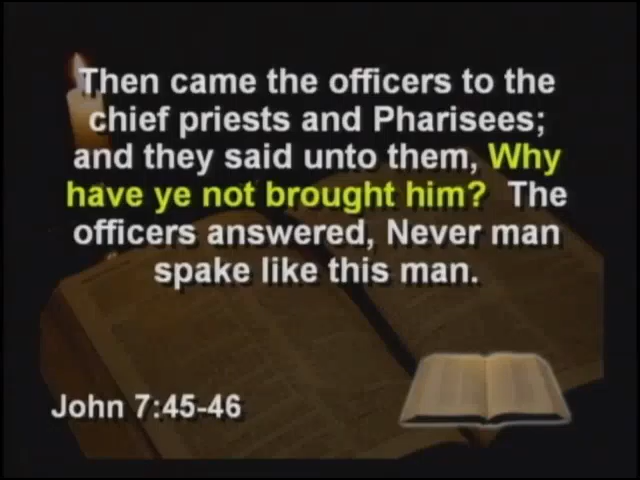 Then came the officers to the
chief priests and Pharisees;
and they said unto them, Why
have ye not brought him? The
officers answered, Never man
spake like this man.
John 7:45-46